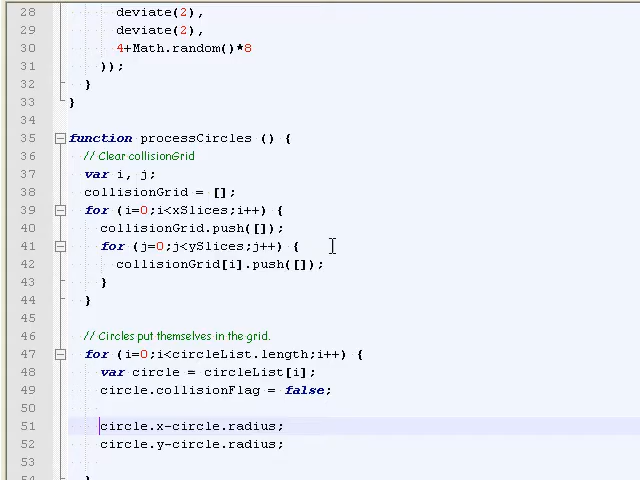 28 deviate(2),
29 deviate(2),
30 4+Math.random()*8
31 ));
32 }
33 }
34
35 function processCircles () {
36 // Clear collisionGrid
37 var i, j;
38 collisionGrid = [];
39 for (i=0;i<xSlices;i++) {
40 collisionGrid.push([]);
41 for (j=0;j<ySlices;j++) {
42 collisionGrid[i].push([]);
43 }
44 }
45
46 // Circles put themselves in the grid.
47 for (i=0;i<circleList.length;i++) {
48 var circle = circleList[i];
49 circle.collisionFlag = false;
50
51 circle.x-circle.radius;
52 circle.y-circle.radius;
53
54 }